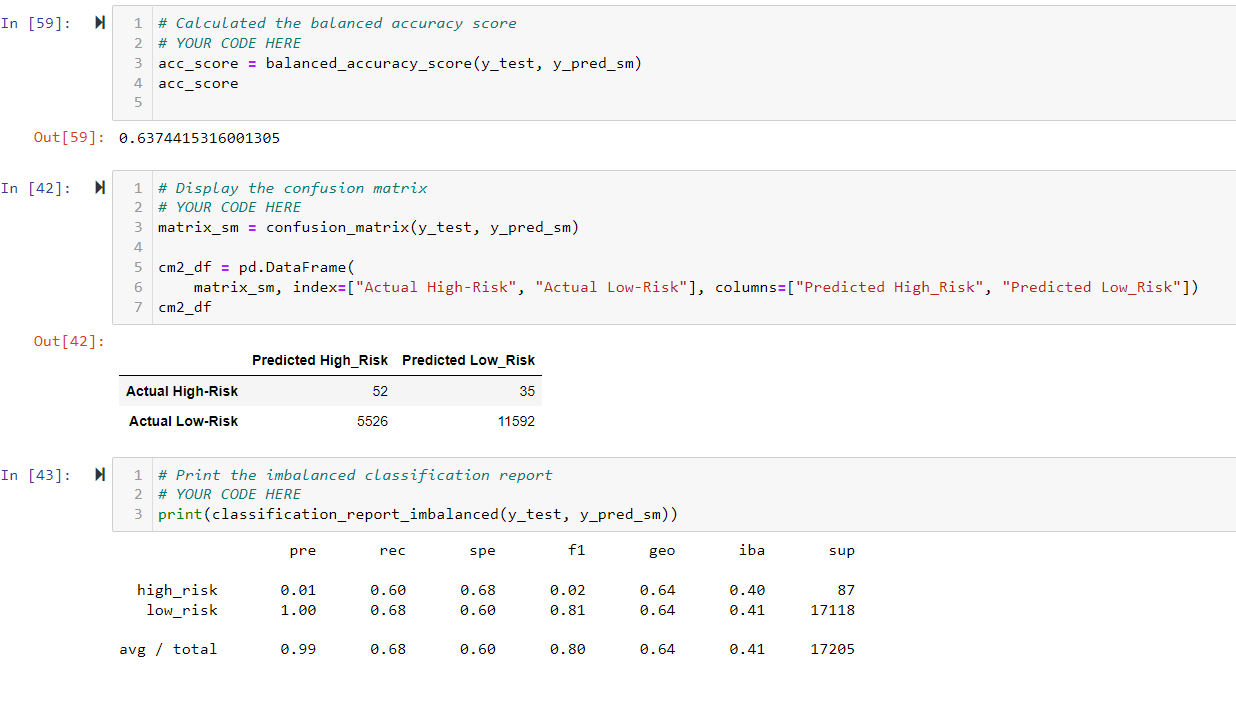 In [59]:
1 # Calculated the balanced accuracy score
2 # YOUR CODE HERE
3 acc_score = balanced_accuracy_score(y_test, y_pred_sm)
4 acc_score
5
Out[59]: 0.6374415316001305
In [42]:
1 # Display the confusion matrix
2 # YOUR CODE HERE
3 matrix_sm = confusion_matrix(y_test, y_pred_sm)
4
5 cm2_df = pd.DataFrame(
6     matrix_sm, index=["Actual High-Risk", "Actual Low-Risk"], columns=["Predicted High_Risk", "Predicted Low_Risk"])
7 cm2_df
Out[42]:
Predicted High_Risk Predicted Low_Risk
Actual High-Risk 52 35
Actual Low-Risk 5526 11592
In [43]:
1 # Print the imbalanced classification report
2 # YOUR CODE HERE
3 print(classification_report_imbalanced(y_test, y_pred_sm))
pre rec spe f1 geo iba sup
high_risk 0.01 0.60 0.68 0.02 0.64 0.40 87
low_risk 1.00 0.68 0.60 0.81 0.64 0.41 17118
avg / total 0.99 0.68 0.60 0.80 0.64 0.41 17205